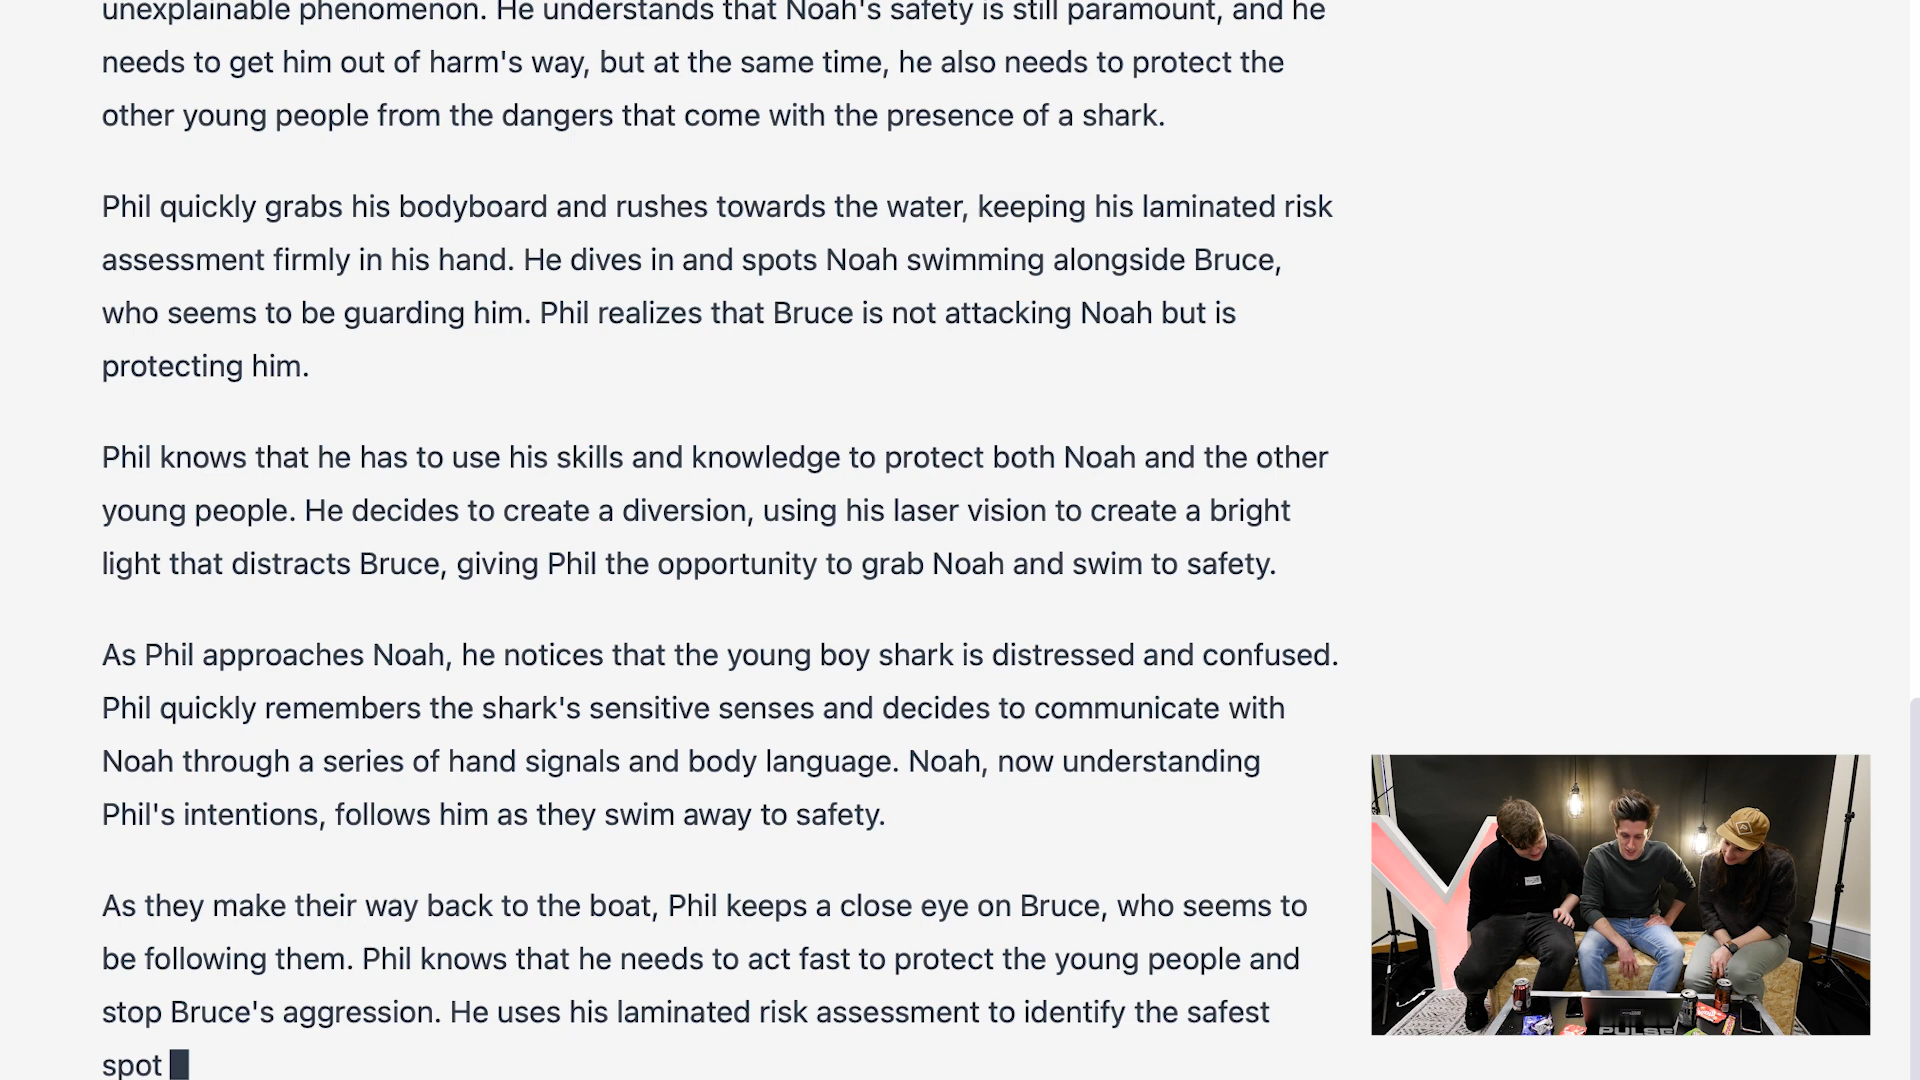 unexplainable phenomenon. He understands that Noah's safety is still paramount, and he
needs to get him out of harm's way, but at the same time, he also needs to protect the
other young people from the dangers that come with the presence of a shark.
Phil quickly grabs his bodyboard and rushes towards the water, keeping his laminated risk
assessment firmly in his hand. He dives in and spots Noah swimming alongside Bruce,
who seems to be guarding him. Phil realizes that Bruce is not attacking Noah but is
protecting him.
Phil knows that he has to use his skills and knowledge to protect both Noah and the other
young people. He decides to create a diversion, using his laser vision to create a bright
light that distracts Bruce, giving Phil the opportunity to grab Noah and swim to safety.
As Phil approaches Noah, he notices that the young boy shark is distressed and confused.
Phil quickly remembers the shark's sensitive senses and decides to communicate with
Noah through a series of hand signals and body language. Noah, now understanding
Phil's intentions, follows him as they swim away to safety.
As they make their way back to the boat, Phil keeps a close eye on Bruce, who seems to
be following them. Phil knows that he needs to act fast to protect the young people and
stop Bruce's aggression. He uses his laminated risk assessment to identify the safest
spot
Y
PULSE